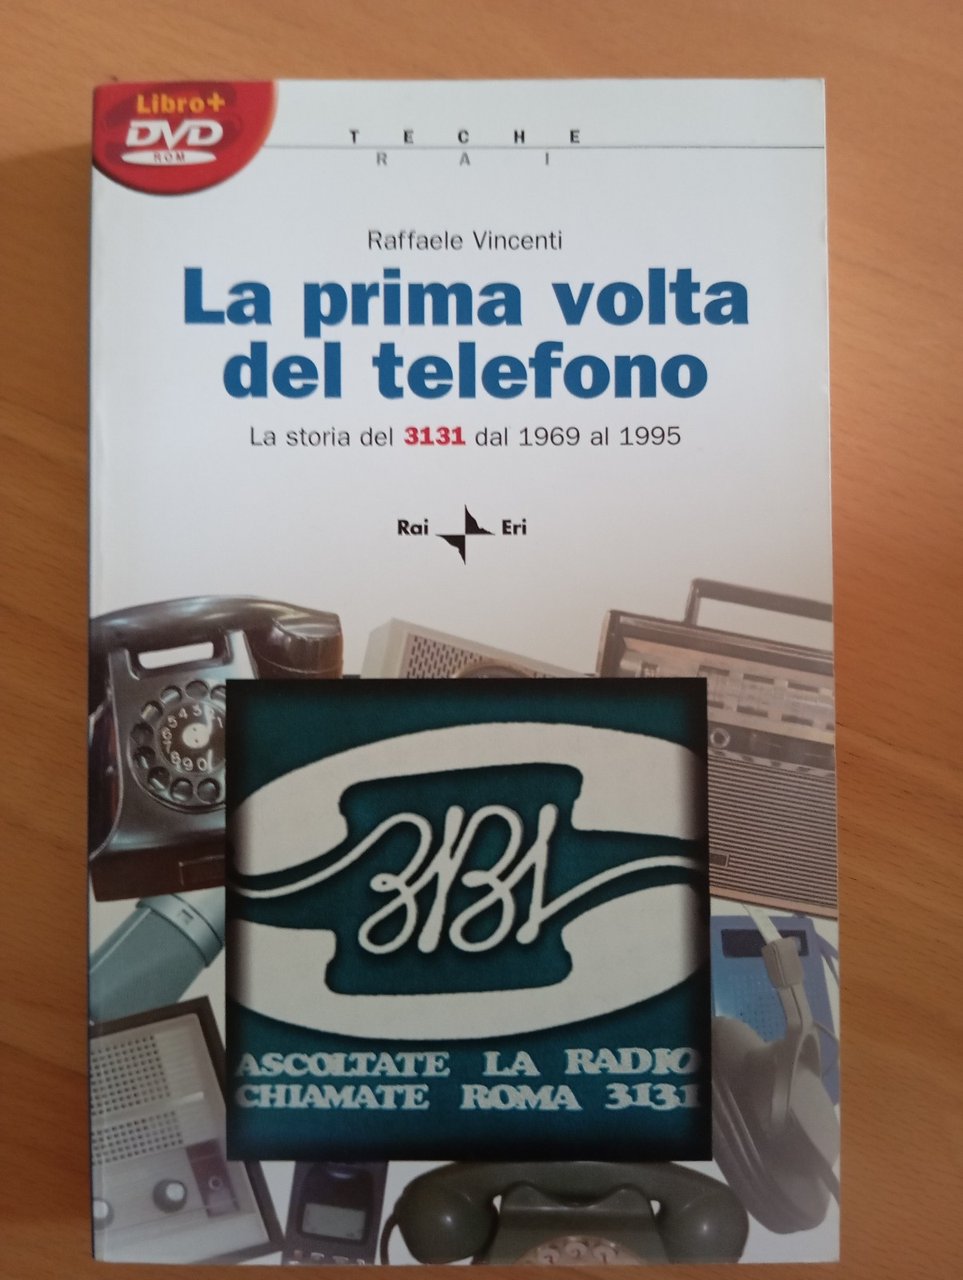 Libro+
DVD
ROM
TECHE
RAI
Raffaele Vincenti
La prima volta
del telefono
La storia del 3131 dal 1969 al 1995
Rai Eri
3131
ASCOLTATE LA RADIO
CHIAMATE ROMA 3131